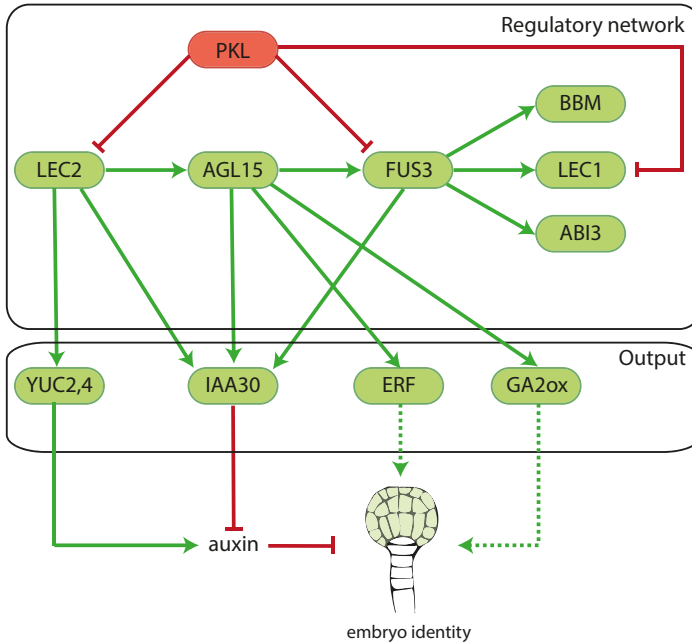 Regulatory network
PKL
BBM
LEC2
AGL15
FUS3
LEC1
ABI3
Output
YUC2,4
IAA30
ERF
GA2ox
auxin
embryo identity